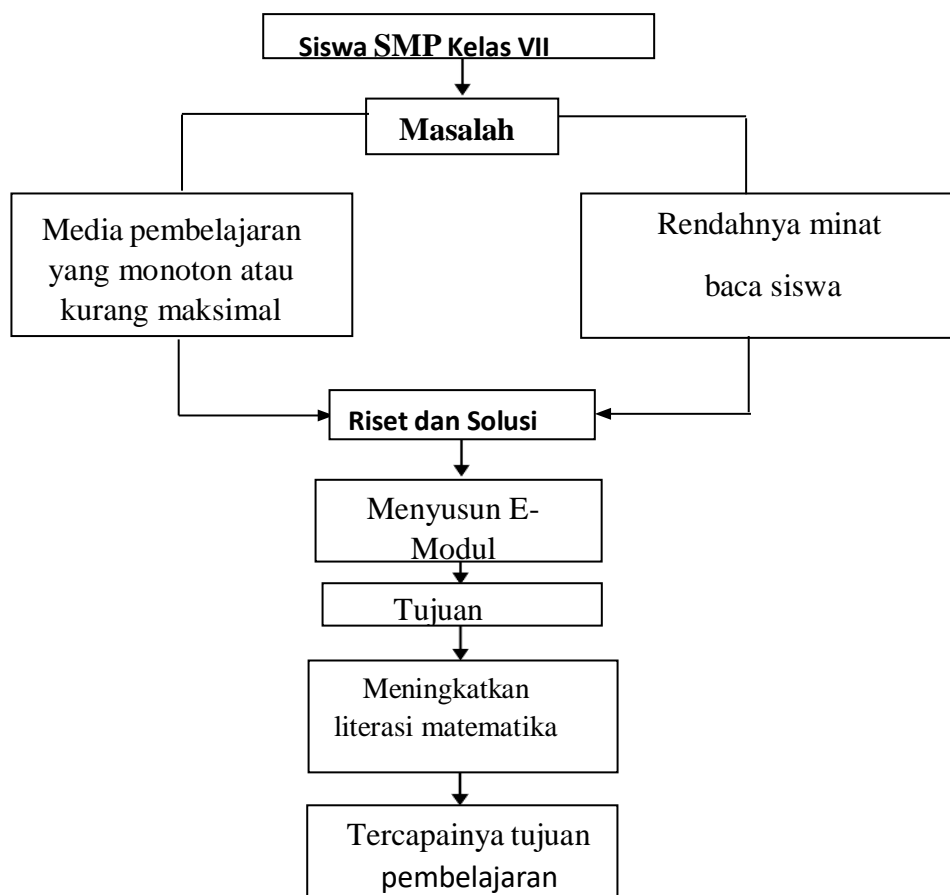 Siswa SMP Kelas VII
Masalah
Media pembelajaran
yang monoton atau
kurang maksimal
Rendahnya minat
baca siswa
Riset dan Solusi
Menyusun E-
Modul
Tujuan
Meningkatkan
literasi matematika
Tercapainya tujuan
pembelajaran